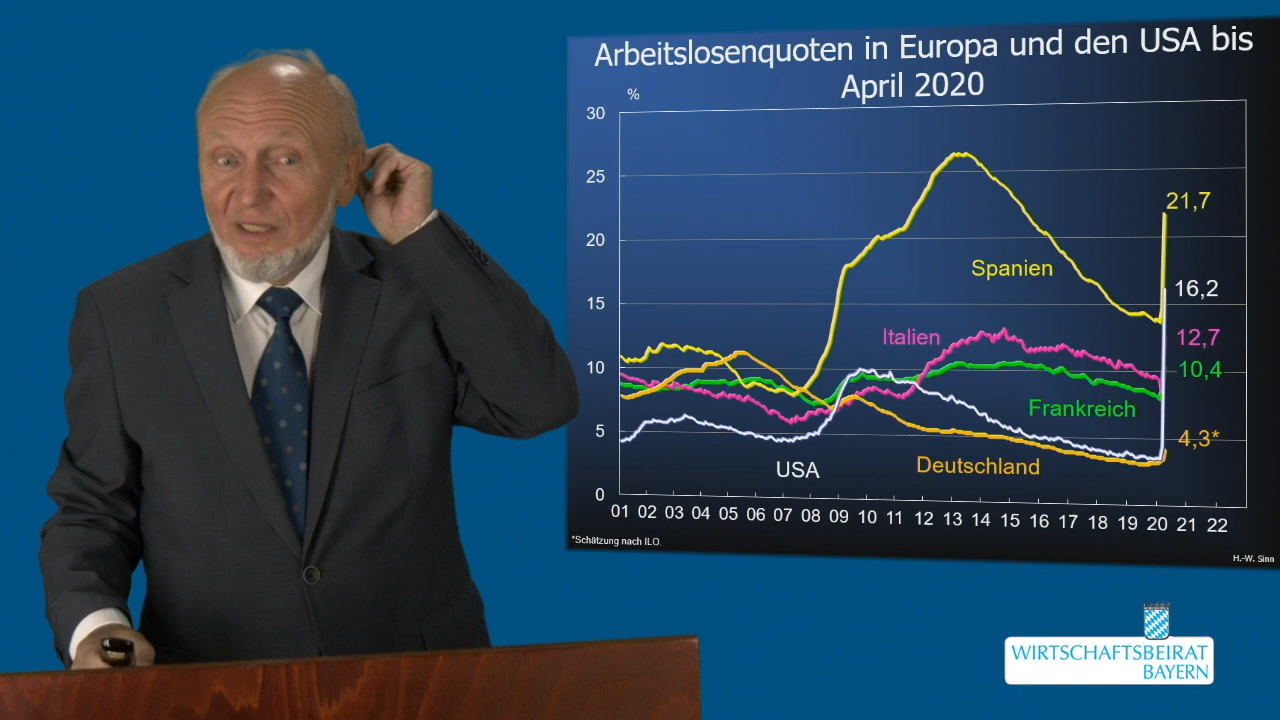 Arbeitslosenquoten in Europa und den USA bis
April 2020
%
30
25
20
15
10
5
0
21,7
Spanien
16,2
Italien
12,7
10,4
Frankreich
4,3*
Deutschland
USA
01 02 03 04 05 06 07 08 09 10 11 12 13 14 15 16 17 18 19 20 21 22
*Schätzung nach ILO.
H.-W. Sinn
WIRTSCHAFTSBEIRAT
BAYERN